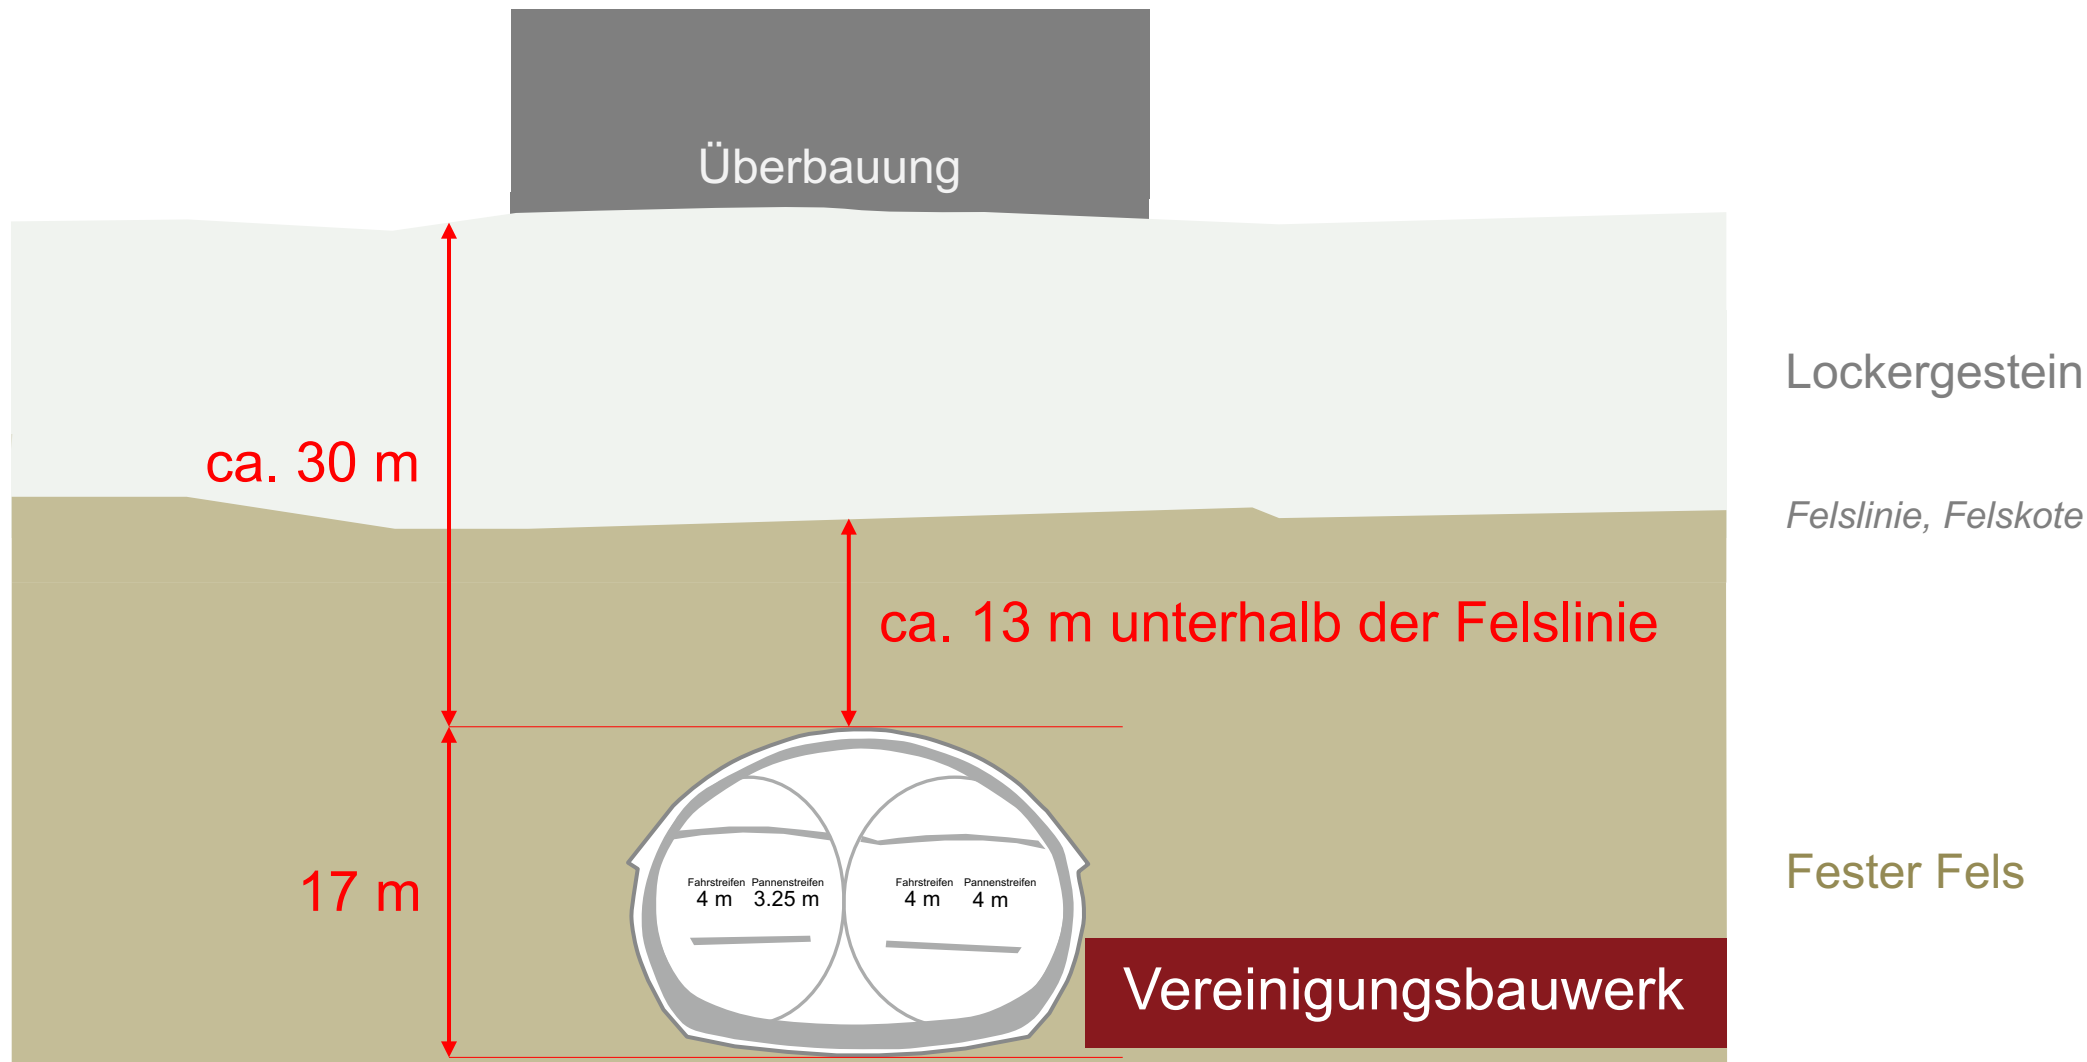 Überbauung
Lockergestein
ca. 30 m
Felslinie, Felskote
ca. 13 m unterhalb der Felslinie
17 m
Fahrstreifen Pannenstreifen
4 m 3.25 m
Fahrstreifen Pannenstreifen
4 m 4 m
Fester Fels
Vereinigungsbauwerk